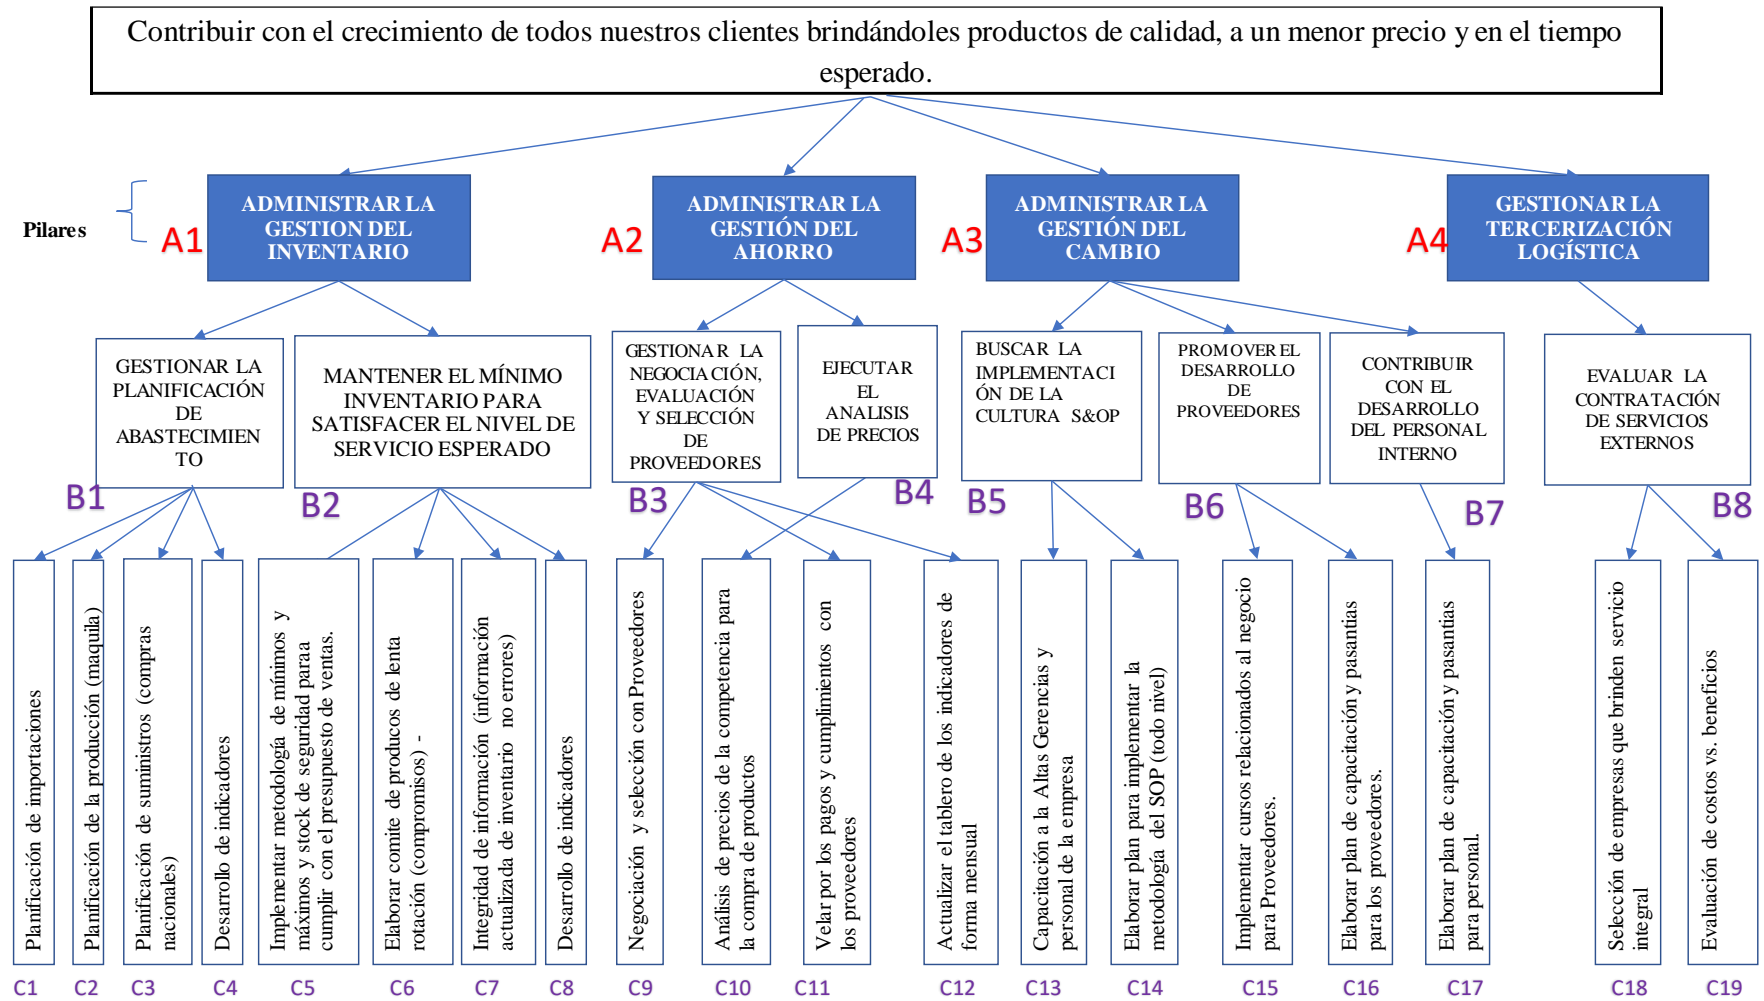 Contribuir con el crecimiento de todos nuestros clientes brindándoles productos de calidad, a un menor precio y en el tiempo
esperado.
Pilares
A1
ADMINISTRAR LA
GESTION DEL
INVENTARIO
A2
ADMINISTRAR LA
GESTIÓN DEL
AHORRO
A3
ADMINISTRAR LA
GESTIÓN DEL
CAMBIO
A4
GESTIONAR LA
TERCERIZACIÓN
LOGÍSTICA
GESTIONAR LA
PLANIFICACIÓN
DE
ABASTECIMIEN
TO
B1
MANTENER EL MÍNIMO
INVENTARIO PARA
SATISFACER EL NIVEL DE
SERVICIO ESPERADO
B2
GESTIONAR LA
NEGOCIACIÓN,
EVALUACIÓN
Y SELECCIÓN
DE
PROVEEDORES
B3
EJECUTAR
EL
ANALISIS
DE PRECIOS
B4
BUSCAR LA
IMPLEMENTACI
ÓN DE LA
CULTURA S&OP
B5
PROMOVER EL
DESARROLLO
DE
PROVEEDORES
B6
CONTRIBUIR
CON EL
DESARROLLO
DEL PERSONAL
INTERNO
B7
EVALUAR LA
CONTRATACIÓN
DE SERVICIOS
EXTERNOS
B8
Planificación de importaciones
Planificación de la producción (maquila)
Planificación de suministros (compras
nacionales)
Desarrollo de indicadores
Implementar metodología de mínimos y
máximos y stock de seguridad para a
cumplir con el presupuesto de ventas.
Elaborar comite de producos de lenta
rotación (compromisos) -
Integridad de información (información
actualizada de inventario no errores)
Desarrollo de indicadores
Negociación y selección con Proveedores
Análisis de precios de la competencia para
la compra de productos
Velar por los pagos y cumplimientos con
los proveedores
Actualizar el tablero de los indicadores de
forma mensual
Capacitación a la Altas Gerencias y
personal de la empresa
Elaborar plan para implementar la
metodología del SOP (todo nivel)
Implementar cursos relacionados al negocio
para Proveedores.
Elaborar plan de capacitación y pasantias
para los proveedores.
Elaborar plan de capacitación y pasantias
para personal.
Selección de empresas que brinden servicio
integral
Evaluación de costos vs. beneficios
C1
C2
C3
C4
C5
C6
C7
C8
C9
C10
C11
C12
C13
C14
C15
C16
C17
C18
C19